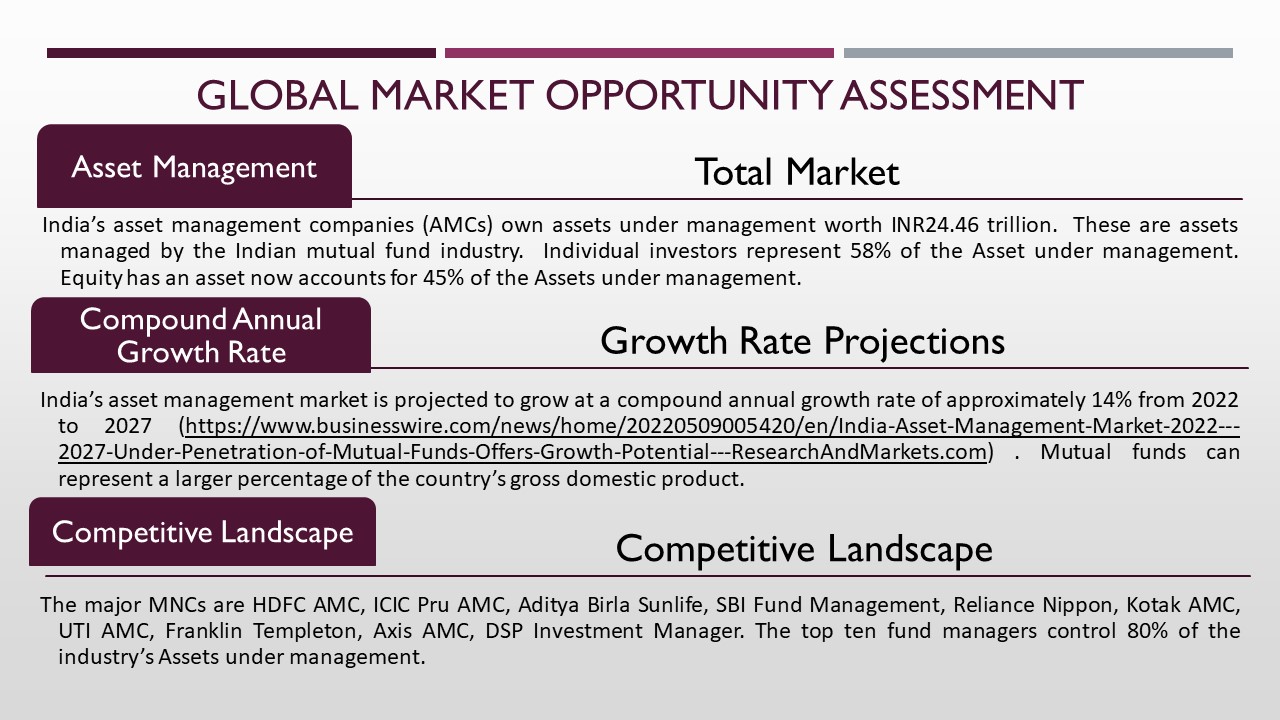 GLOBAL MARKET OPPORTUNITY ASSESSMENT
Asset Management
Total Market
India’s asset management companies (AMCs) own assets under management worth INR24.46 trillion. These are assets
managed by the Indian mutual fund industry. Individual investors represent 58% of the Asset under management.
Equity has an asset now accounts for 45% of the Assets under management.
Compound Annual
Growth Rate
Growth Rate Projections
India’s asset management market is projected to grow at a compound annual growth rate of approximately 14% from 2022
to 2027 (https://www.businesswire.com/news/home/20220509005420/en/India-Asset-Management-Market-2022---
2027-Under-Penetration-of-Mutual-Funds-Offers-Growth-Potential---ResearchAndMarkets.com) . Mutual funds can
represent a larger percentage of the country’s gross domestic product.
Competitive Landscape
Competitive Landscape
The major MNCs are HDFC AMC, ICIC Pru AMC, Aditya Birla Sunlife, SBI Fund Management, Reliance Nippon, Kotak AMC,
UTI AMC, Franklin Templeton, Axis AMC, DSP Investment Manager. The top ten fund managers control 80% of the
industry’s Assets under management.